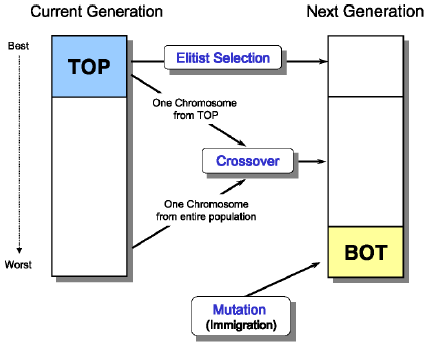 Current Generation
Next Generation
Best
TOP
Elitist Selection
One Chromosome
from TOP
Crossover
One Chromosome
from entire population
Worst
BOT
Mutation
(Immigration)